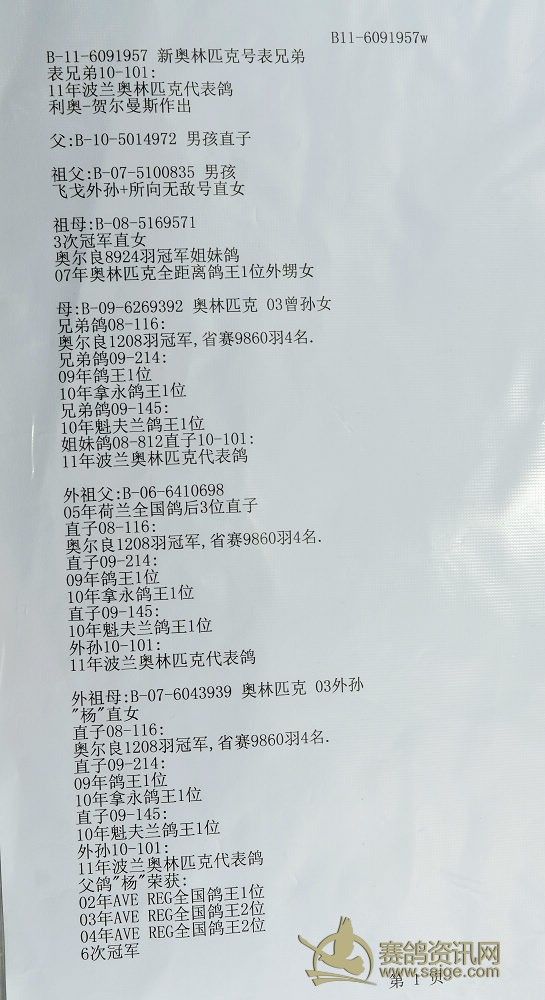 B11-6091957w
B-11-6091957 新奥林匹克号表兄弟
表兄弟10-101:
11年波兰奥林匹克代表鸽
利奥-贺尔曼斯作出
父:B-10-5014972 男孩直子
祖父:B-07-5100835 男孩
飞戈外孙+所向无敌号直女
祖母:B-08-5169571
3次冠军直女
奥尔良8924羽冠军姐妹鸽
07年奥林匹克全距离鸽王1位外甥女
母:B-09-6269392 奥林匹克 03曾孙女
兄弟鸽08-116:
奥尔良1208羽冠军,省赛9860羽4名.
兄弟鸽09-214:
09年鸽王1位
10年拿永鸽王1位
兄弟鸽09-145:
10年魁夫兰鸽王1位
姐妹鸽08-812直子10-101:
11年波兰奥林匹克代表鸽
外祖父:B-06-6410698
05年荷兰全国鸽后3位直子
直子08-116:
奥尔良1208羽冠军,省赛9860羽4名.
直子09-214:
09年鸽王1位
10年拿永鸽王1位
直子09-145:
10年魁夫兰鸽王1位
外孙10-101:
11年波兰奥林匹克代表鸽
外祖母:B-07-6043939 奥林匹克 03外孙
"杨"直女
直子08-116:
奥尔良1208羽冠军,省赛9860羽4名.
直子09-214:
09年鸽王1位
10年拿永鸽王1位
直子09-145:
10年魁夫兰鸽王1位
外孙10-101:
11年波兰奥林匹克代表鸽
父鸽"杨"荣获:
02年AVE REG全国鸽王1位
03年AVE REG全国鸽王2位
04年AVE REG全国鸽王2位
6次冠军
赛鸽资讯网
www.saige.com
第 1 页